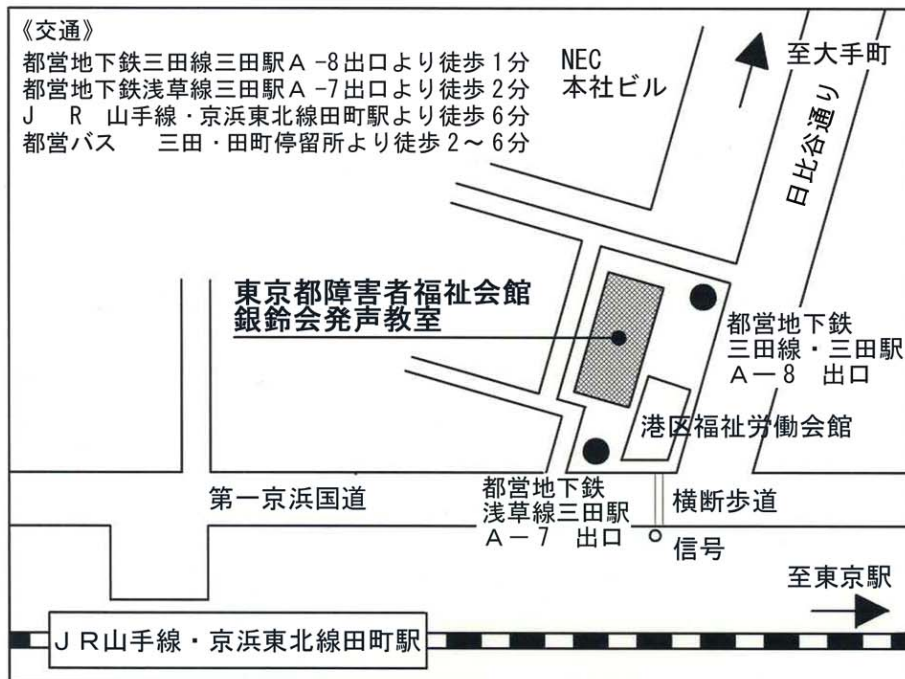 《交通》
都営地下鉄三田線三田駅A-8出口より徒歩1分
都営地下鉄浅草線三田駅A-7出口より徒歩2分
J R 山手線・京浜東北線田町駅より徒歩6分
都営バス 三田・田町停留所より徒歩2～6分
NEC
本社ビル
至大手町
日比谷通り
東京都障害者福祉会館
銀鈴会発声教室
都営地下鉄
三田線・三田駅
A－8 出口
港区福祉労働会館
第一京浜国道
都営地下鉄
浅草線三田駅
A－7 出口
横断歩道
信号
至東京駅
JR山手線・京浜東北線田町駅